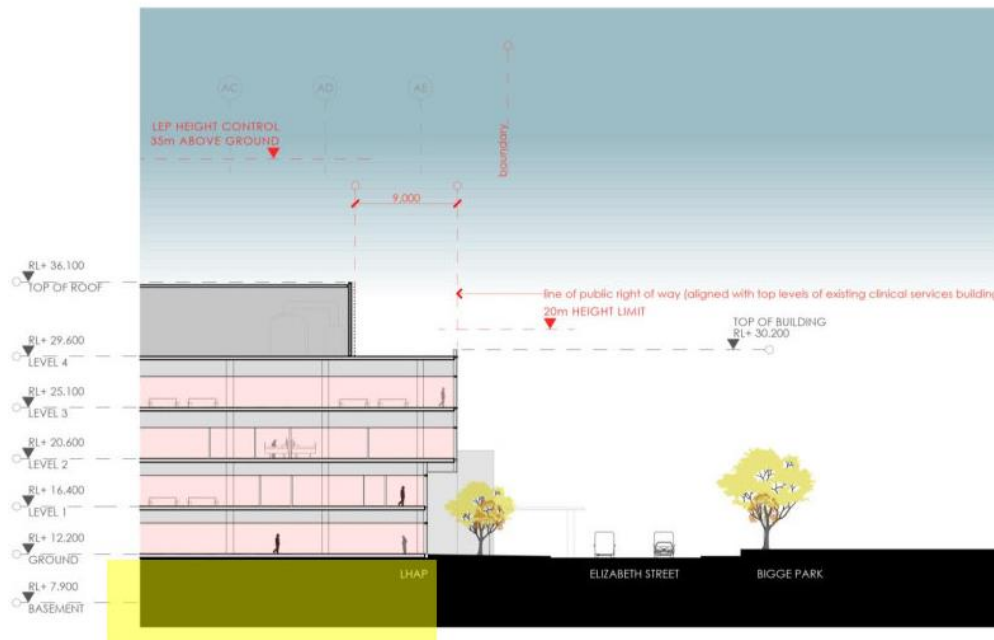 AC
AD
AE
LEP HEIGHT CONTROL
35m ABOVE GROUND
boundary
9,000
RL+ 36.100
TOP OF ROOF
line of public right of way (aligned with top levels of existing clinical services building
20m HEIGHT LIMIT
TOP OF BUILDING
RL+ 30.200
RL+ 29.600
LEVEL 4
RL+ 25.100
LEVEL 3
RL+ 20.600
LEVEL 2
RL+ 16.400
LEVEL 1
RL+ 12.200
GROUND
LHAP
ELIZABETH STREET
BIGGE PARK
RL+ 7.900
BASEMENT